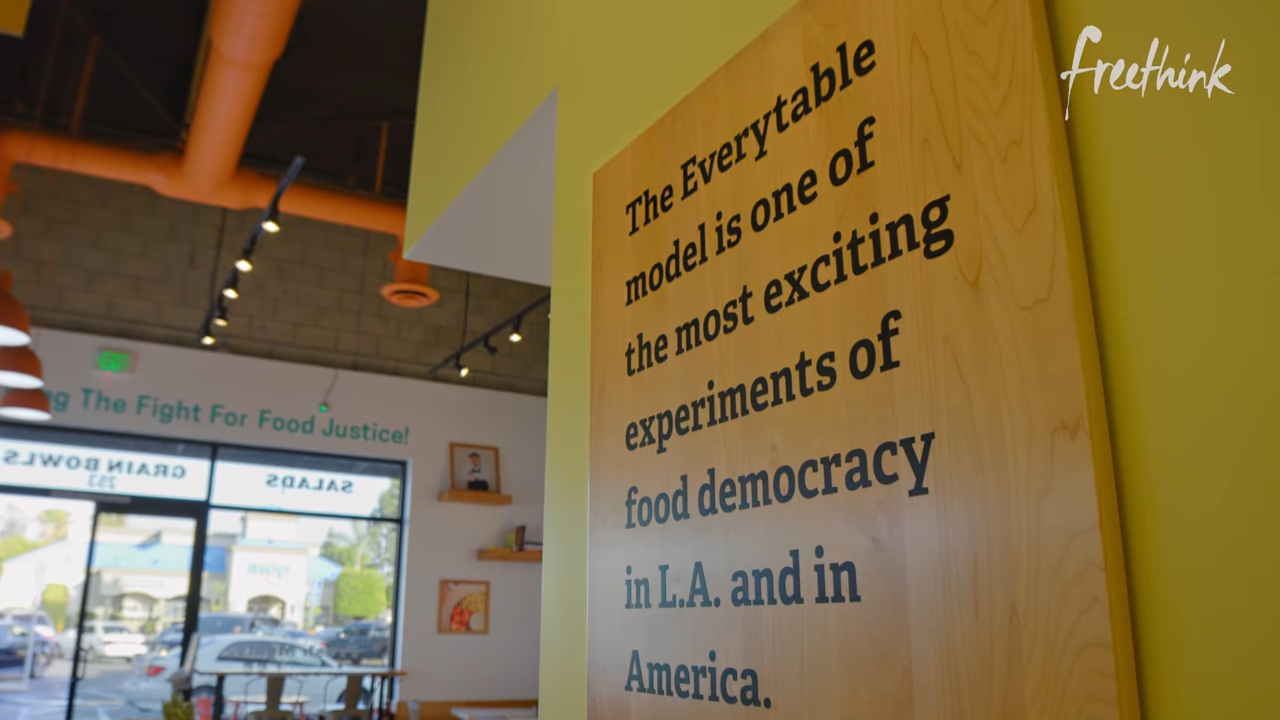 freethink
The Everytable
model is one of
the most exciting
experiments of
food democracy
in L.A. and in
America.
The Fight For Food Justice!
GRAIN BOWLS
253
SALADS